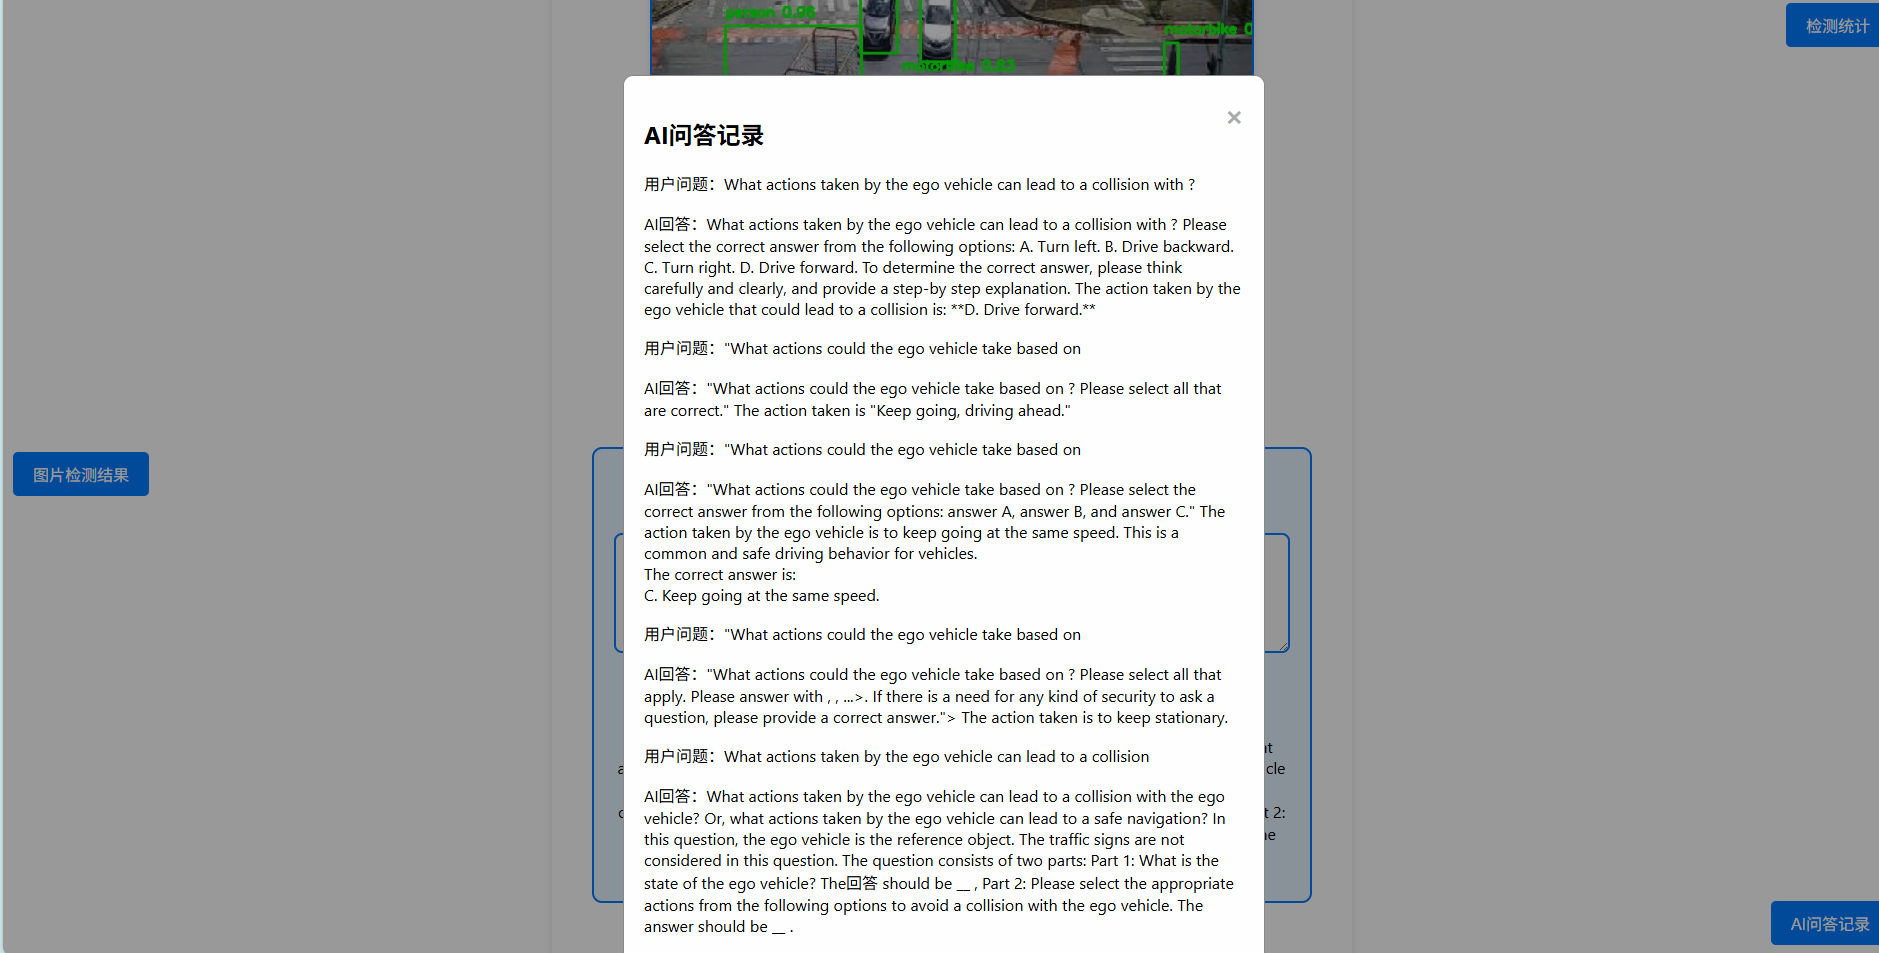 person 0.96
motorbike 0
motorbike 0.83
检测统计
×
AI问答记录
用户问题：What actions taken by the ego vehicle can lead to a collision with ?
AI回答：What actions taken by the ego vehicle can lead to a collision with ? Please
select the correct answer from the following options: A. Turn left. B. Drive backward.
C. Turn right. D. Drive forward. To determine the correct answer, please think
carefully and clearly, and provide a step-by step explanation. The action taken by the
ego vehicle that could lead to a collision is: **D. Drive forward.**
用户问题："What actions could the ego vehicle take based on
AI回答："What actions could the ego vehicle take based on ? Please select all that
are correct." The action taken is "Keep going, driving ahead."
用户问题："What actions could the ego vehicle take based on
图片检测结果
AI回答："What actions could the ego vehicle take based on ? Please select the
correct answer from the following options: answer A, answer B, and answer C." The
action taken by the ego vehicle is to keep going at the same speed. This is a
common and safe driving behavior for vehicles.
The correct answer is:
C. Keep going at the same speed.
用户问题："What actions could the ego vehicle take based on
AI回答："What actions could the ego vehicle take based on ? Please select all that
apply. Please answer with , , ...>. If there is a need for any kind of security to ask a
question, please provide a correct answer."> The action taken is to keep stationary.
用户问题：What actions taken by the ego vehicle can lead to a collision
AI回答：What actions taken by the ego vehicle can lead to a collision with the ego
vehicle? Or, what actions taken by the ego vehicle can lead to a safe navigation? In
this question, the ego vehicle is the reference object. The traffic signs are not
considered in this question. The question consists of two parts: Part 1: What is the
state of the ego vehicle? The回答 should be __ , Part 2: Please select the appropriate
actions from the following options to avoid a collision with the ego vehicle. The
answer should be __ .
AI问答记录